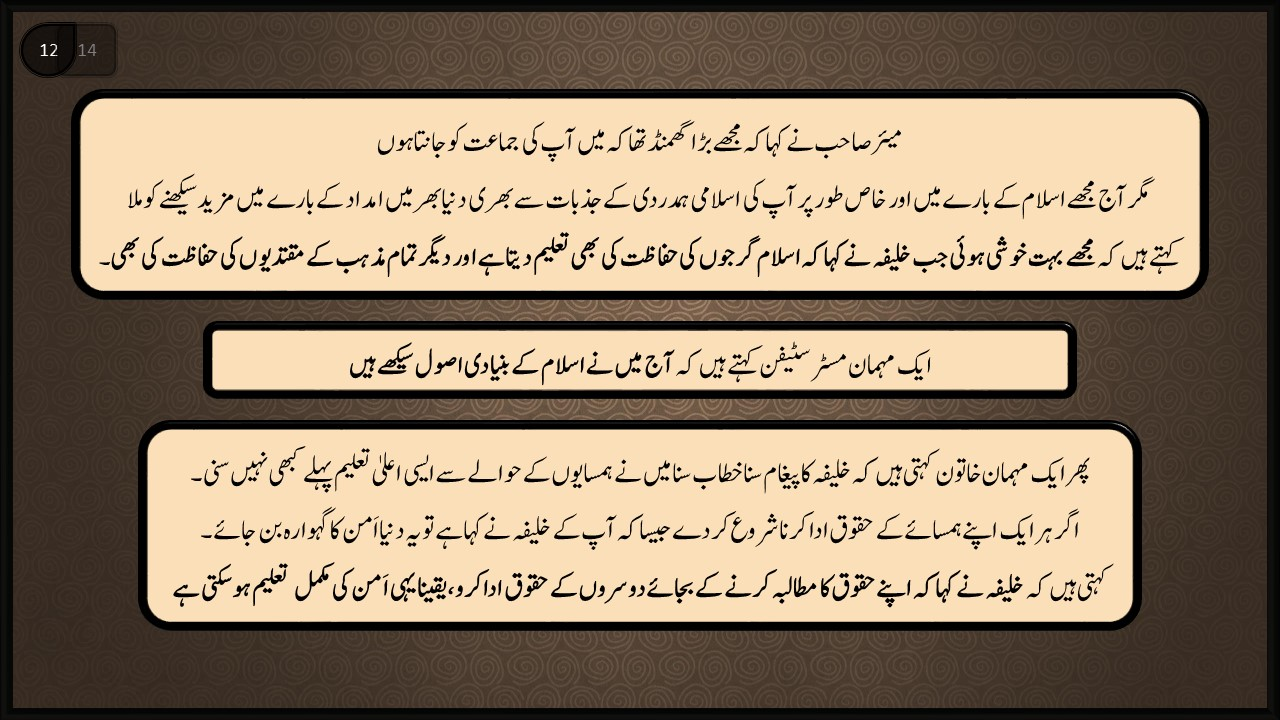 12 14
میئر صاحب نے کہا کہ مجھے بڑا گھمنڈ تھا کہ میں آپ کی جماعت کو جانتا ہوں
مگر آج مجھے اسلام کے بارے میں اور خاص طور پر آپ کی اسلامی ہمدردی کے جذبات سے بھری دنیا بھر میں امداد کے بارے میں مزید سیکھنے کو ملا
کہتے ہیں کہ مجھے بہت خوشی ہوئی جب خلیفہ نے کہا کہ اسلام گرجوں کی حفاظت کی بھی تعلیم دیتا ہے اور دیگر تمام مذہب کے مقتدیوں کی حفاظت کی بھی۔
ایک مہمان مسٹر سٹیفن کہتے ہیں کہ آج میں نے اسلام کے بنیادی اصول سیکھے ہیں
پھر ایک مہمان خاتون کہتی ہیں کہ خلیفہ کا پیغام سنا خطاب سنا میں نے ہمسایوں کے حوالے سے ایسی اعلیٰ تعلیم پہلے کبھی نہیں سنی۔
اگر ہر ایک اپنے ہمسائے کے حقوق ادا کرنا شروع کر دے جیسا کہ آپ کے خلیفہ نے کہا ہے تو یہ دنیا اَمن کا گہوارہ بن جائے۔
کہتی ہیں کہ خلیفہ نے کہا کہ اپنے حقوق کا مطالبہ کرنے کے بجائے دوسروں کے حقوق ادا کرو، یقینا یہی اَمن کی مکمل تعلیم ہو سکتی ہے